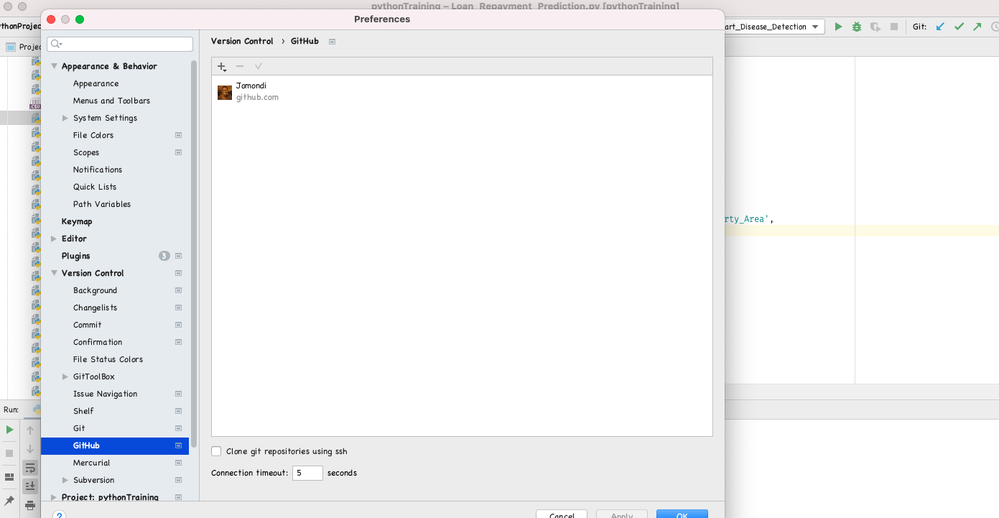 pythonTraining – Loan_Repayment_Prediction.py [pythonTraining]
Preferences
Git:
Version Control › GitHub
Appearance & Behavior
Appearance
Menus and Toolbars
System Settings
File Colors
Scopes
Notifications
Quick Lists
Path Variables
Keymap
Editor
Plugins 3
Version Control
Background
Changelists
Commit
Confirmation
File Status Colors
GitToolBox
Issue Navigation
Shelf
Git
GitHub
Mercurial
Subversion
Project: pythonTraining
Jomondi
github.com
Clone git repositories using ssh
Connection timeout: 5 seconds
?
Cancel
Apply
OK
thonProjec
Projec
art_Disease_Detection
CSV
rty_Area',
Run: